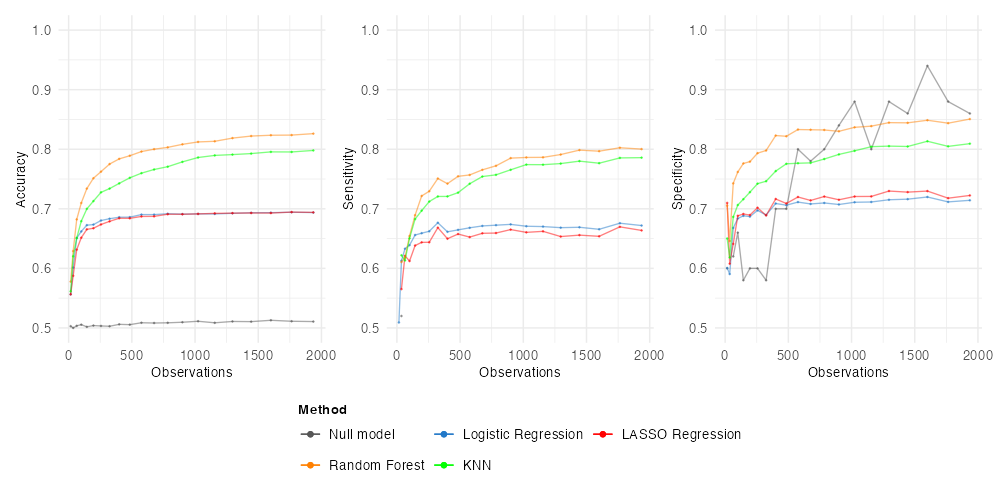 1.0
0.9
0.8
0.7
0.6
0.5
Accuracy
0 500 1000 1500 2000
Observations
1.0
0.9
0.8
0.7
0.6
0.5
Sensitivity
0 500 1000 1500 2000
Observations
1.0
0.9
0.8
0.7
0.6
0.5
Specificity
0 500 1000 1500 2000
Observations
Method
Null model Logistic Regression LASSO Regression
Random Forest KNN